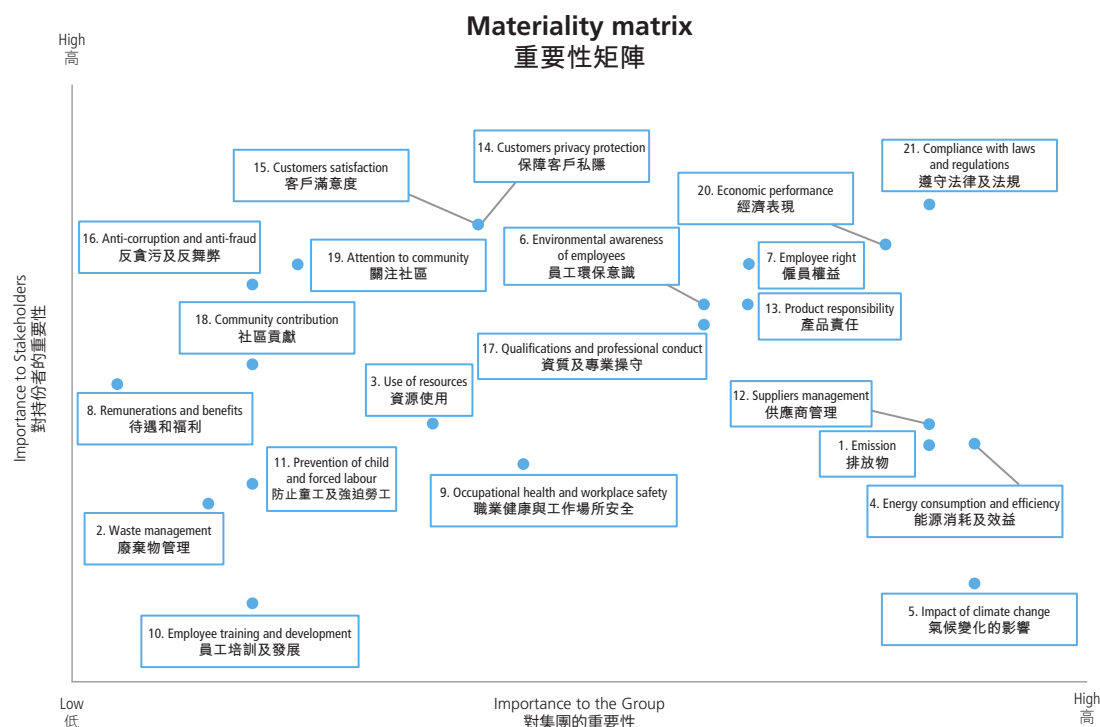 Materiality matrix
重要性矩陣
High
高
14. Customers privacy protection
保障客戶私隱
21. Compliance with laws
and regulations
遵守法律及法規
15. Customers satisfaction
客戶滿意度
20. Economic performance
經濟表現
16. Anti-corruption and anti-fraud
反貪污及反舞弊
19. Attention to community
關注社區
6. Environmental awareness
of employees
員工環保意識
7. Employee right
僱員權益
13. Product responsibility
產品責任
18. Community contribution
社區貢獻
17. Qualifications and professional conduct
資質及專業操守
3. Use of resources
資源使用
8. Remunerations and benefits
待遇和福利
12. Suppliers management
供應商管理
1. Emission
排放物
11. Prevention of child
and forced labour
防止童工及強迫勞工
9. Occupational health and workplace safety
職業健康與工作場所安全
4. Energy consumption and efficiency
能源消耗及效益
2. Waste management
廢棄物管理
10. Employee training and development
員工培訓及發展
5. Impact of climate change
氣候變化的影響
Importance to Stakeholders
對持份者的重要性
Low
低
Importance to the Group
對集團的重要性
High
高